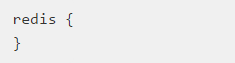 redis {
}